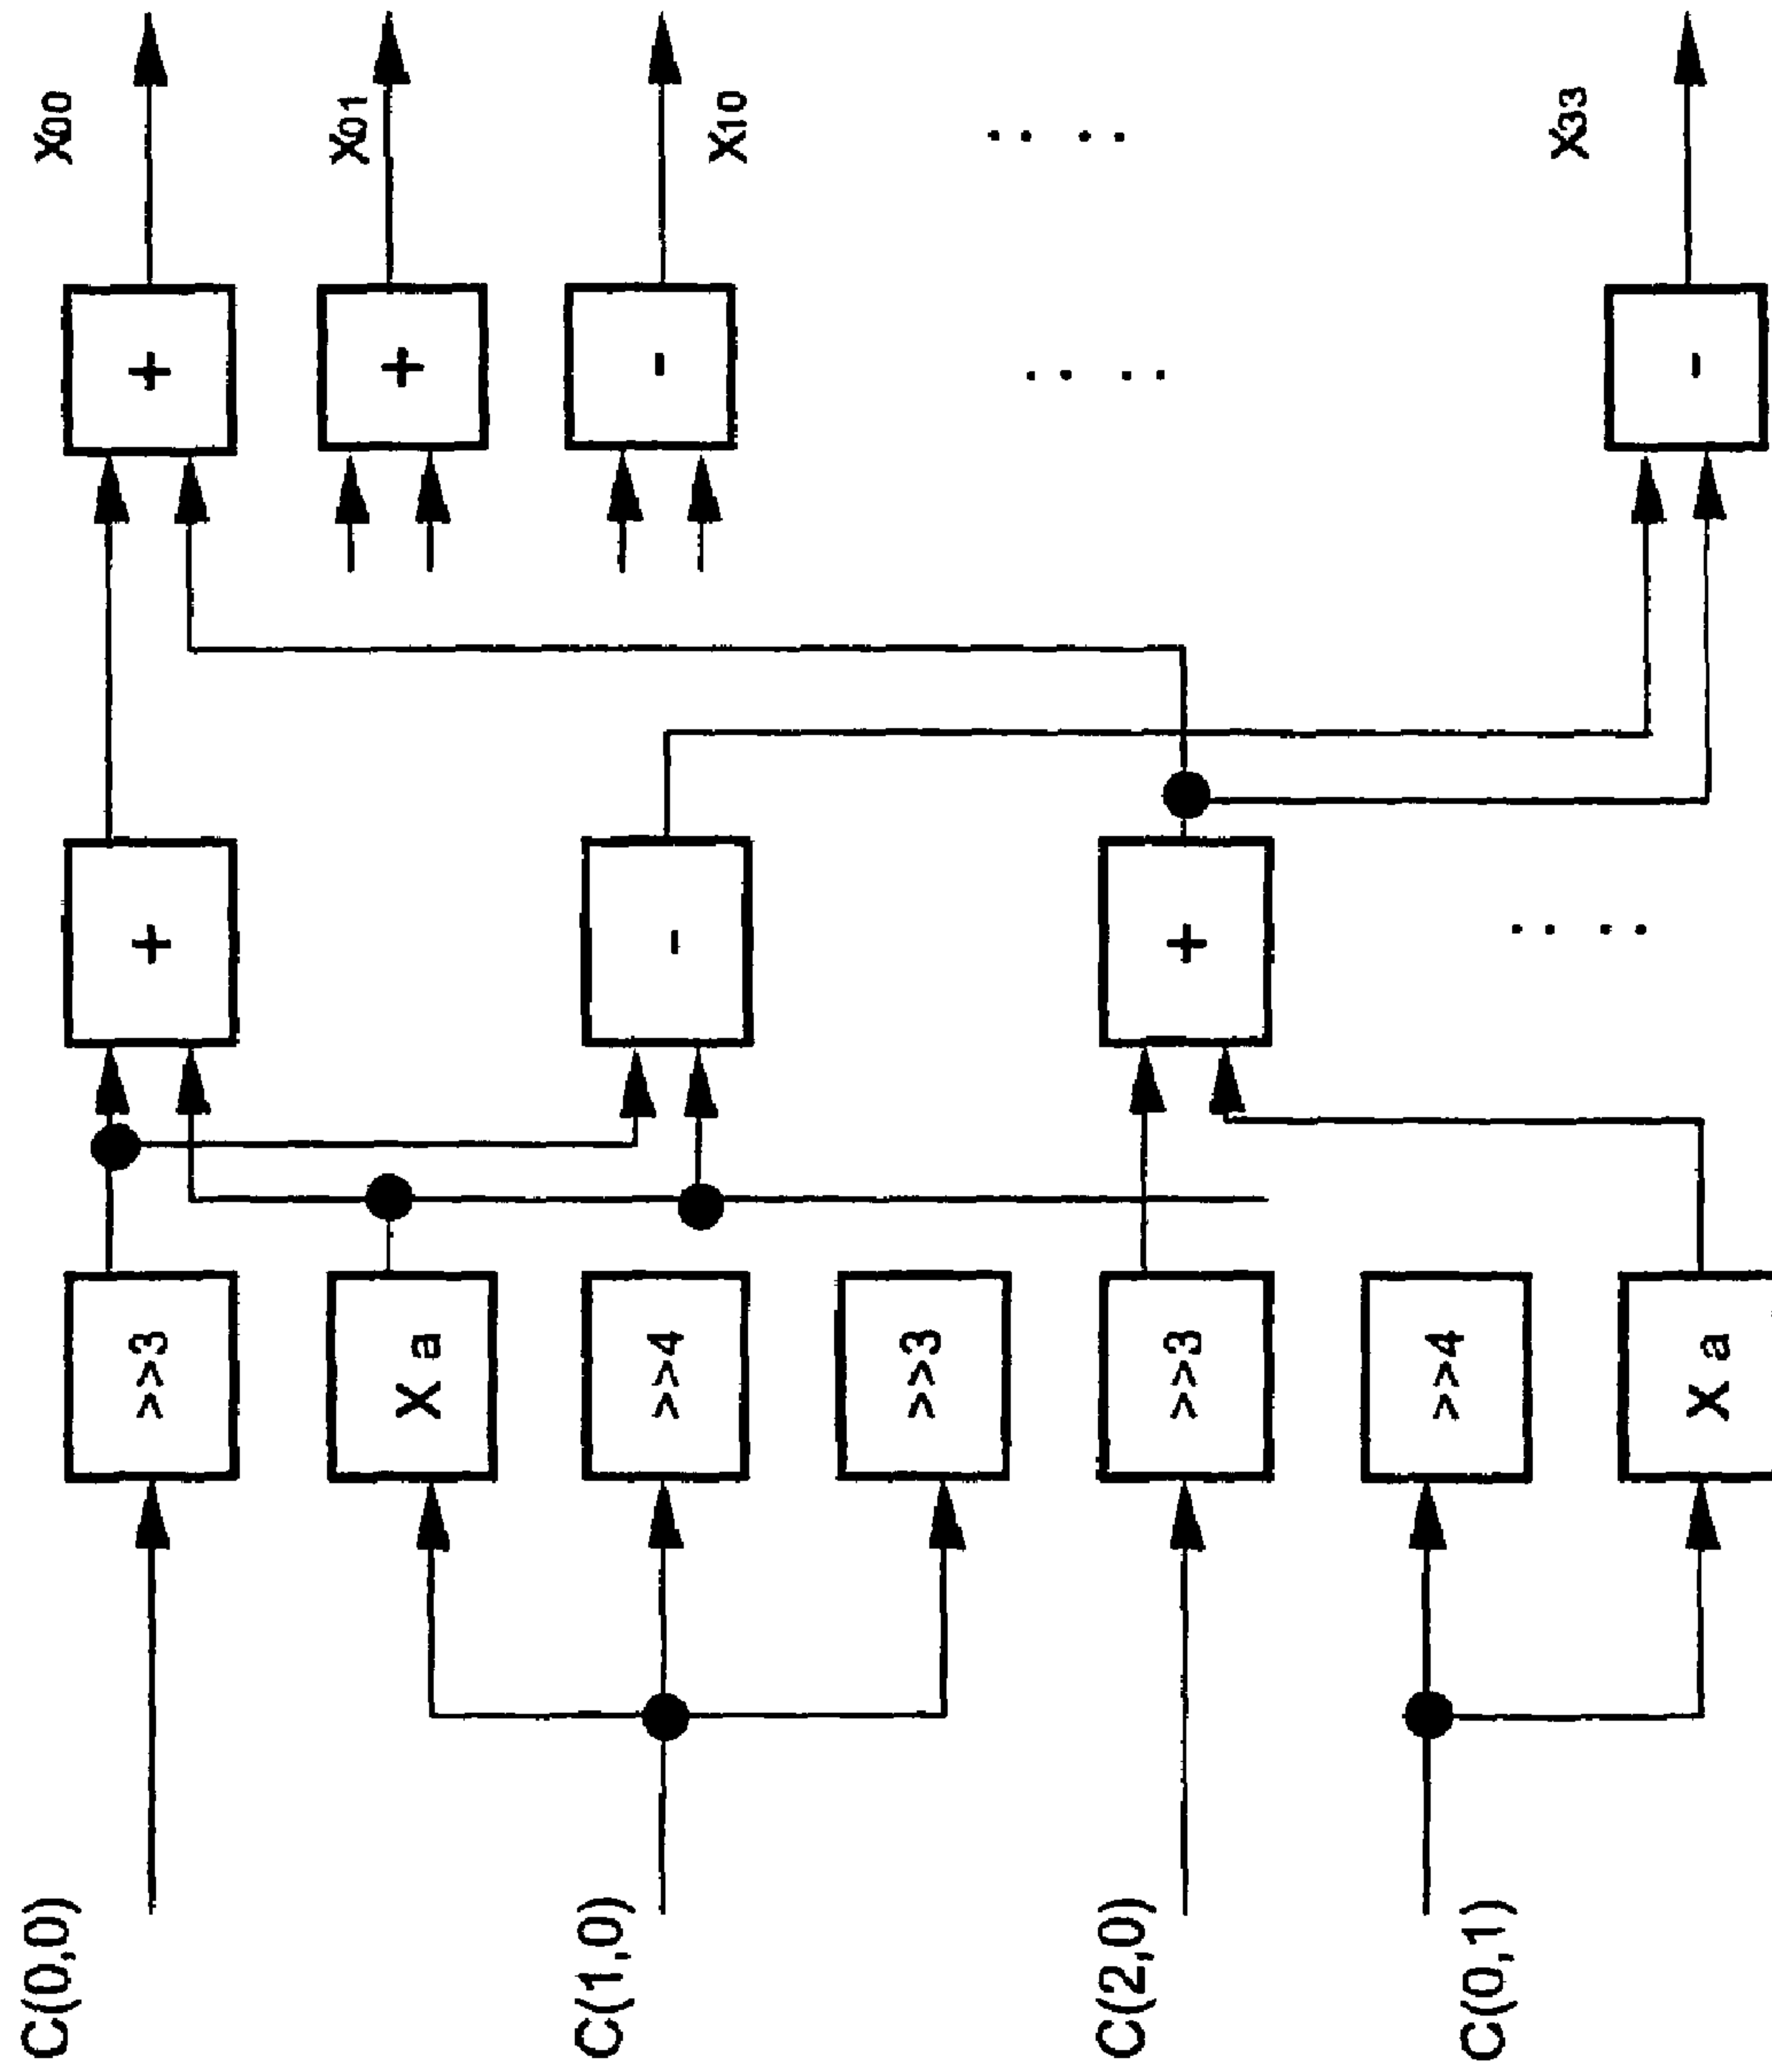 C(0,0)
>>3
+
+
X00
X a
+
X01
C(1,0)
>>4
-
-
X10
>>3
.. ..
.. ..
C(2,0)
>>3
+
C(0,1)
>>4
.. ..
X a
-
X33